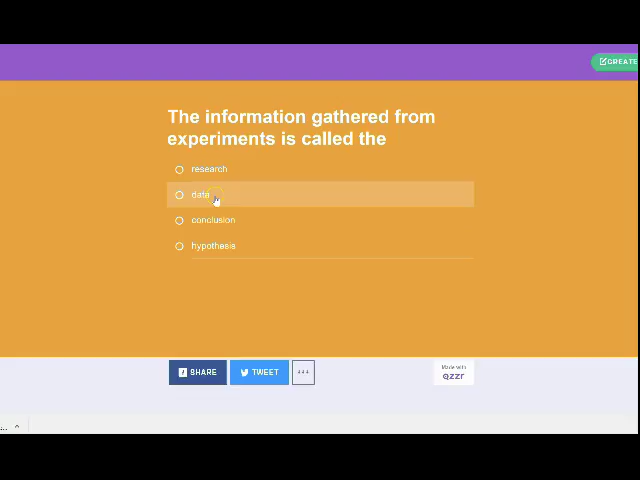 CREATE
The information gathered from
experiments is called the
research
data
conclusion
hypothesis
SHARE
TWEET
Made with
qzzr